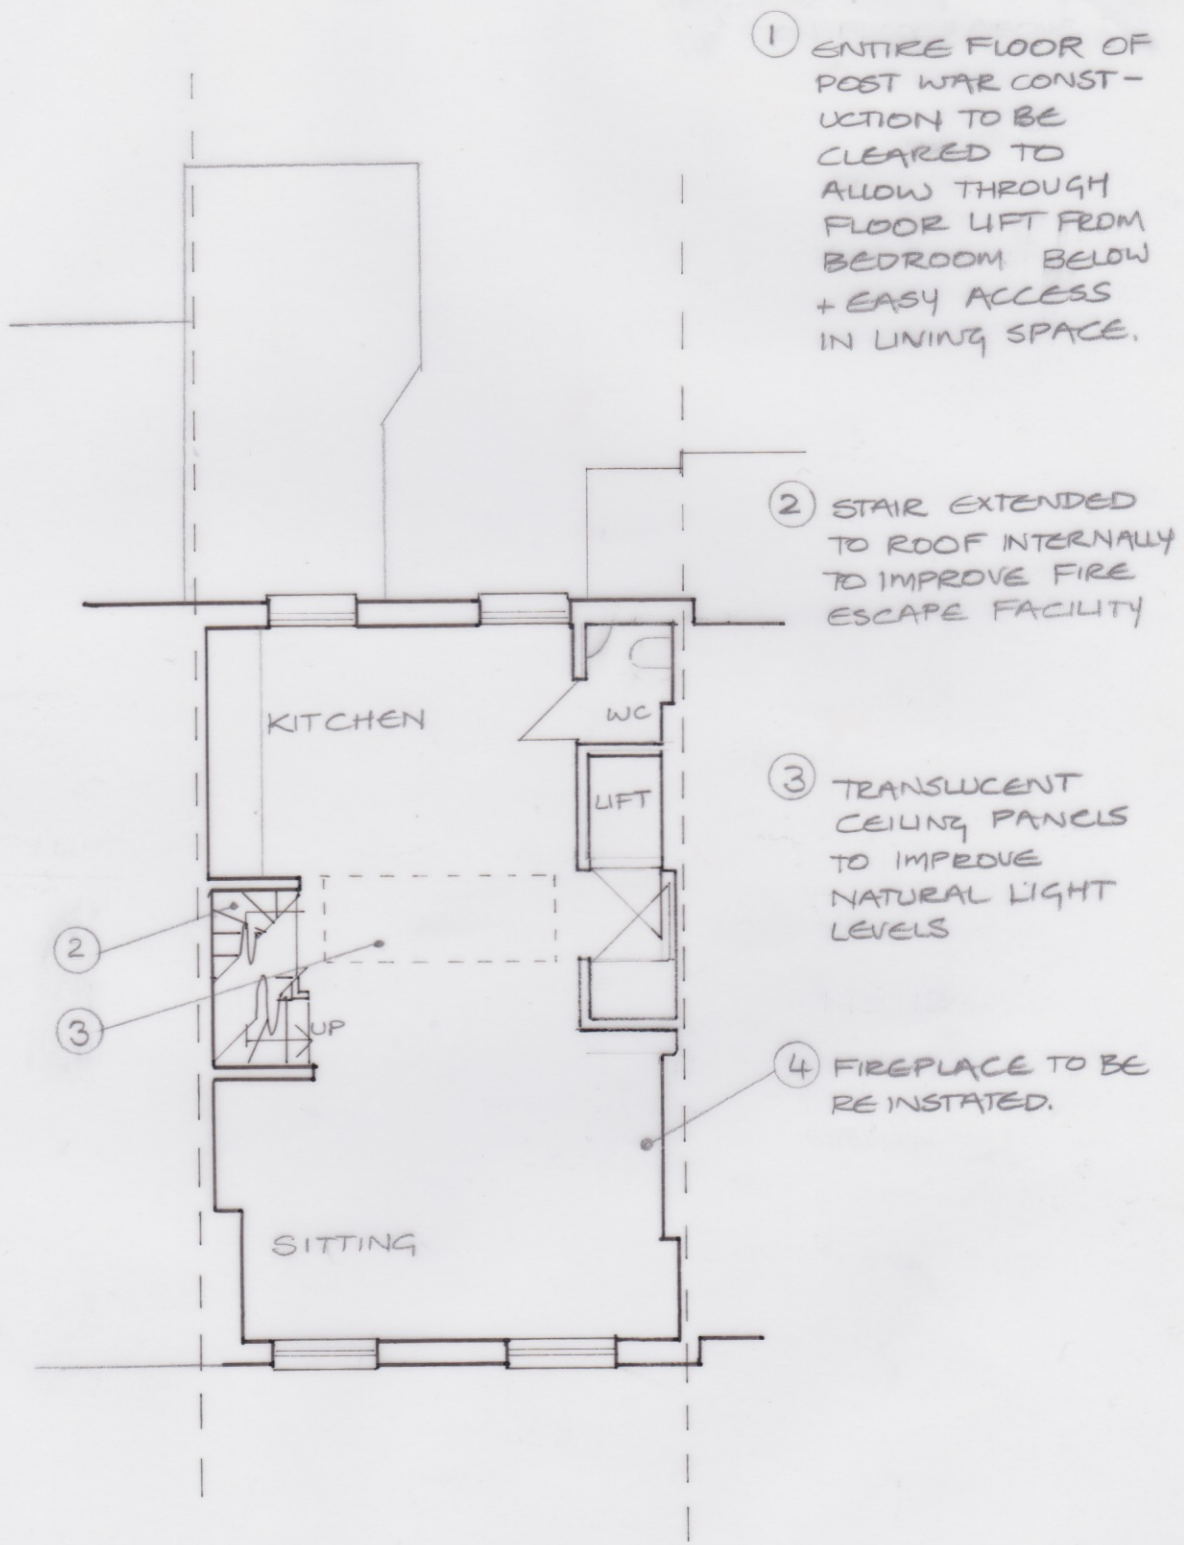 1 ENTIRE FLOOR OF
POST WAR CONST-
UCTION TO BE
CLEARED TO
ALLOW THROUGH
FLOOR LIFT FROM
BEDROOM BELOW
+ EASY ACCESS
IN LIVING SPACE.
2 STAIR EXTENDED
TO ROOF INTERNALLY
TO IMPROVE FIRE
ESCAPE FACILITY
KITCHEN
WC
LIFT
3 TRANSLUCENT
CEILING PANELS
TO IMPROVE
NATURAL LIGHT
LEVELS
2
3
UP
4 FIREPLACE TO BE
REINSTATED.
SITTING